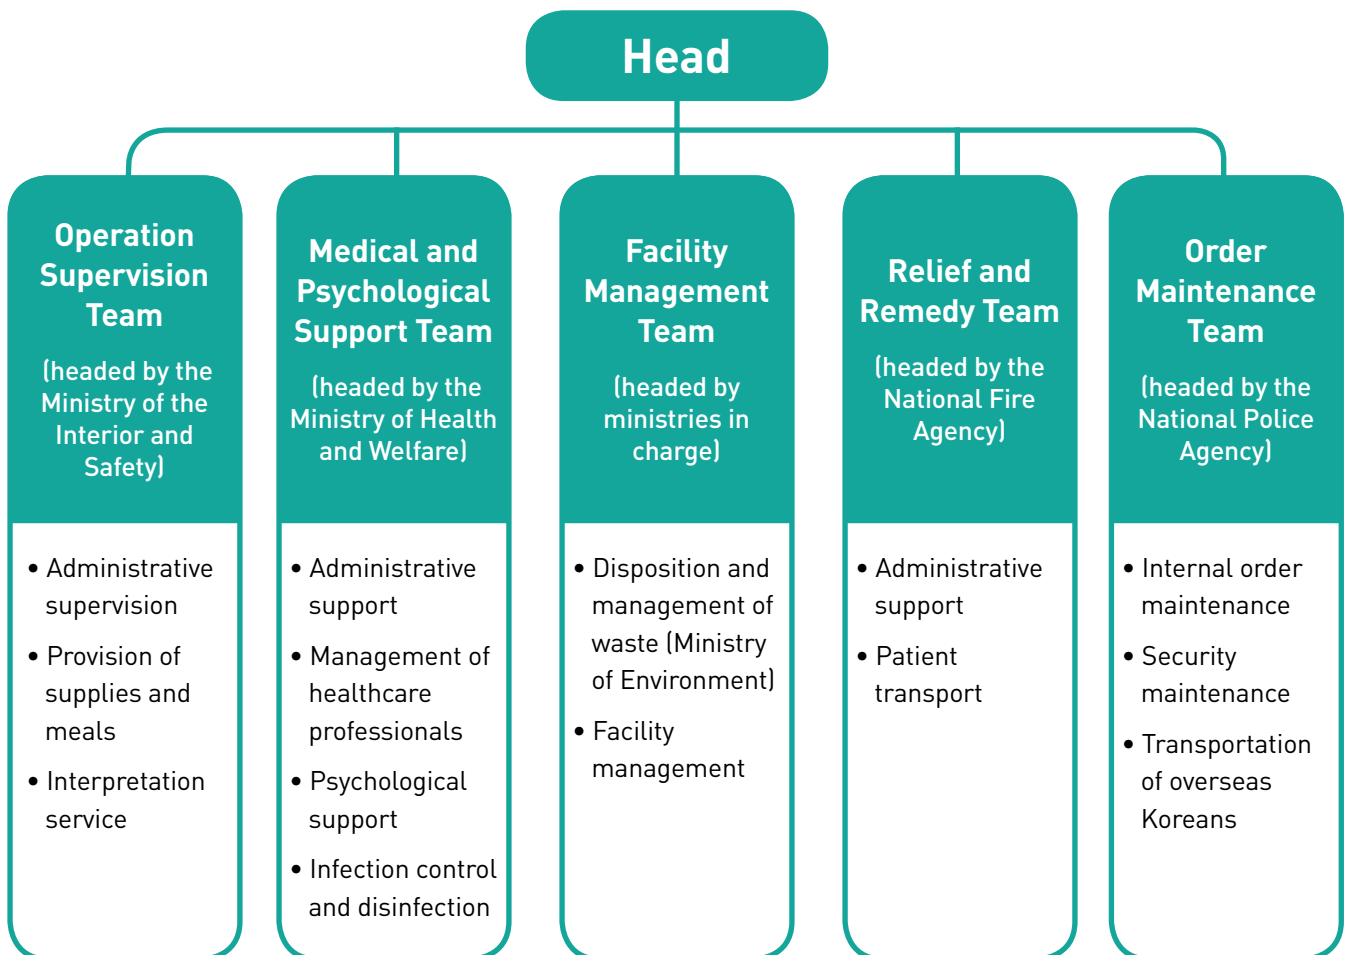 Head
Operation
Supervision
Team
(headed by the
Ministry of the
Interior and
Safety)
• Administrative
supervision
• Provision of
supplies and
meals
• Interpretation
service
Medical and
Psychological
Support Team
(headed by the
Ministry of Health
and Welfare)
• Administrative
support
• Management of
healthcare
professionals
• Psychological
support
• Infection control
and disinfection
Facility
Management
Team
(headed by
ministries in
charge)
• Disposition and
management of
waste (Ministry
of Environment)
• Facility
management
Relief and
Remedy Team
(headed by the
National Fire
Agency)
• Administrative
support
• Patient
transport
Order
Maintenance
Team
(headed by the
National Police
Agency)
• Internal order
maintenance
• Security
maintenance
• Transportation
of overseas
Koreans